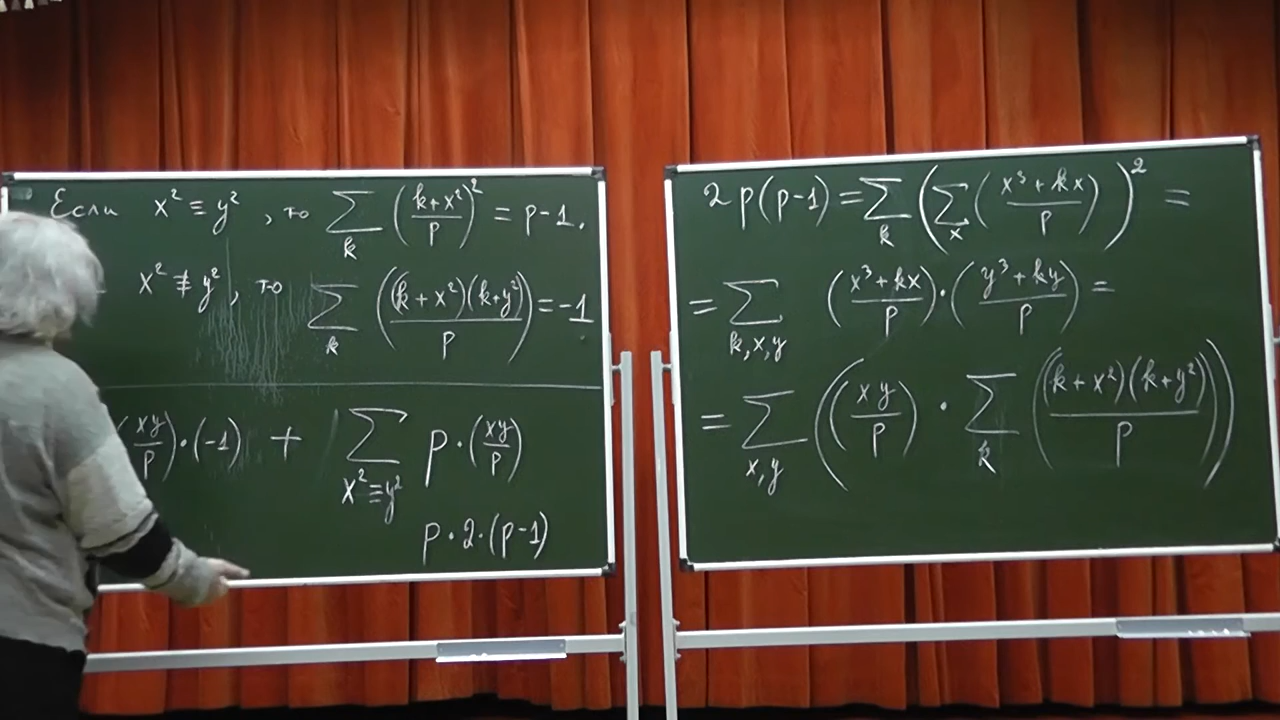 Если x² ≡ y², то ∑_k ((k+x²)/p)² = p-1.
x² ≢ y², то ∑_k ((k+x²)(k+y²)/p) = -1
(xy/p)·(-1) + ∑_{x²≡y²} p·(xy/p)
p·2·(p-1)
2p(p-1) = ∑_k (∑_x ((x³+kx)/p))² =
= ∑_{k,x,y} ((x³+kx)/p)·((y³+ky)/p) =
= ∑_{x,y} ((xy/p) · ∑_k ((k+x²)(k+y²)/p))